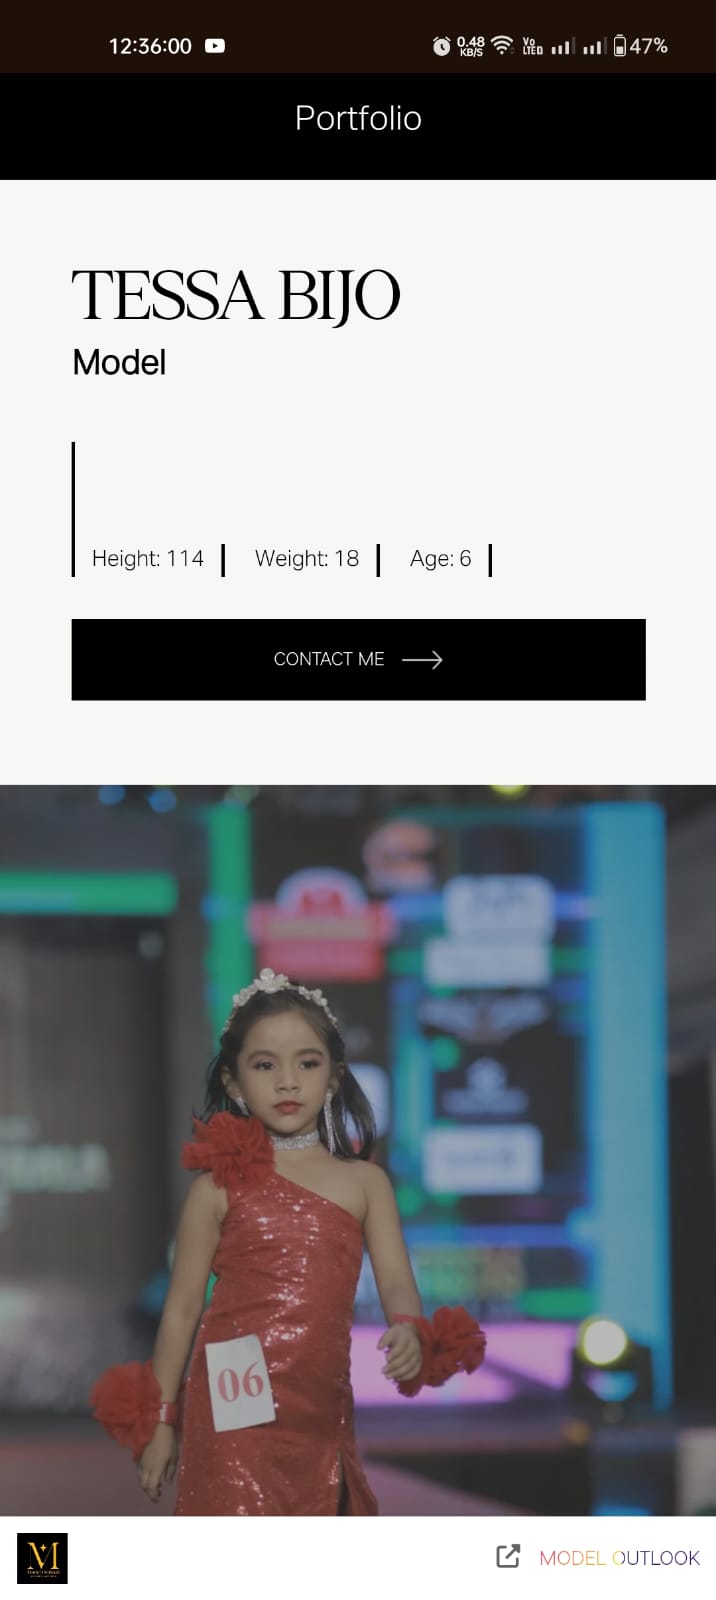 12:36:00
0.48 KB/S Vo LTED 47%
Portfolio
TESSA BIJO
Model
Height: 114 Weight: 18 Age: 6
CONTACT ME
06
M
MODEL OUTLOOK